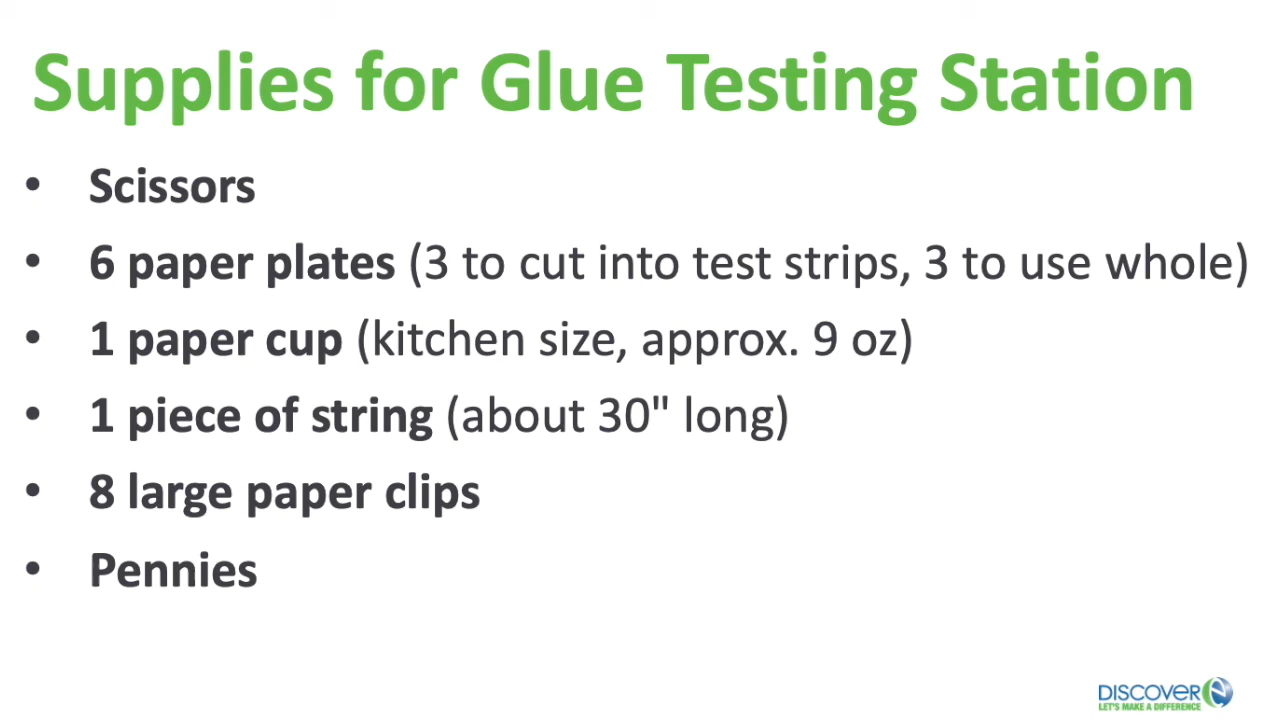 Supplies for Glue Testing Station
• Scissors
• 6 paper plates (3 to cut into test strips, 3 to use whole)
• 1 paper cup (kitchen size, approx. 9 oz)
• 1 piece of string (about 30" long)
• 8 large paper clips
• Pennies
DISCOVER e
LET'S MAKE A DIFFERENCE